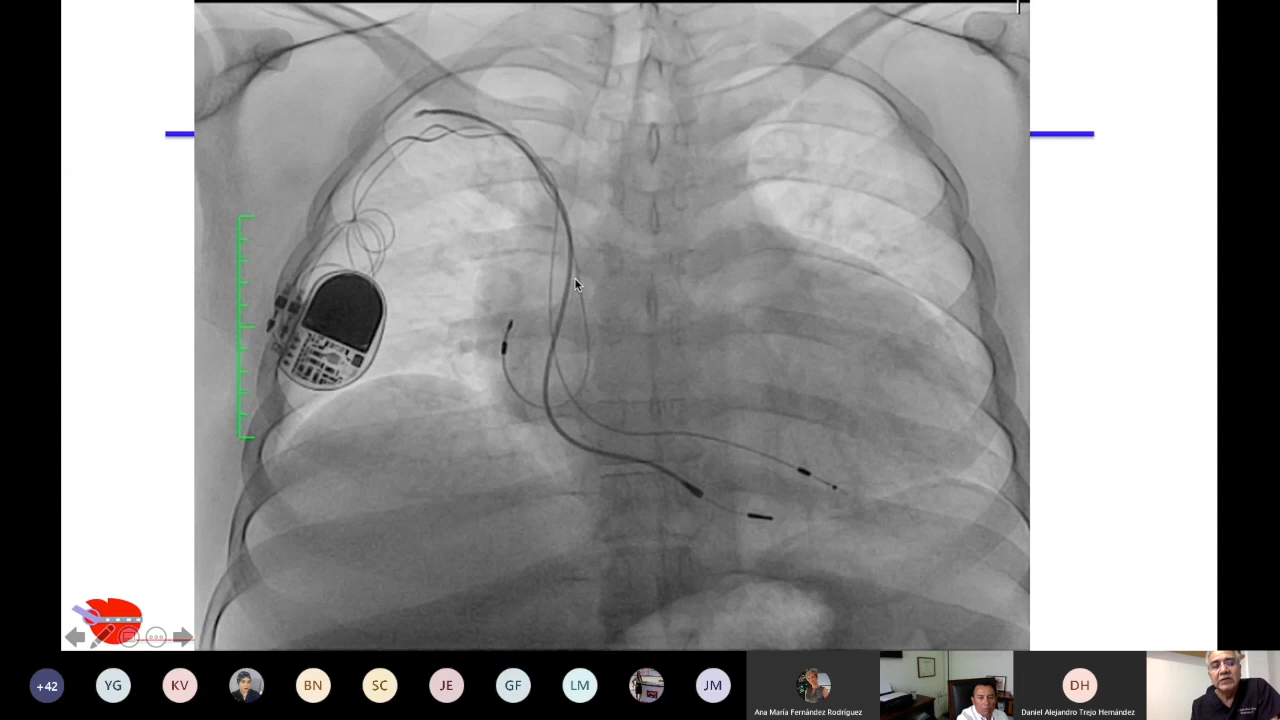 +42
YG
KV
BN
SC
JE
GF
LM
JM
Ana María Fernández Rodríguez
DH
Daniel Alejandro Trejo Hernández